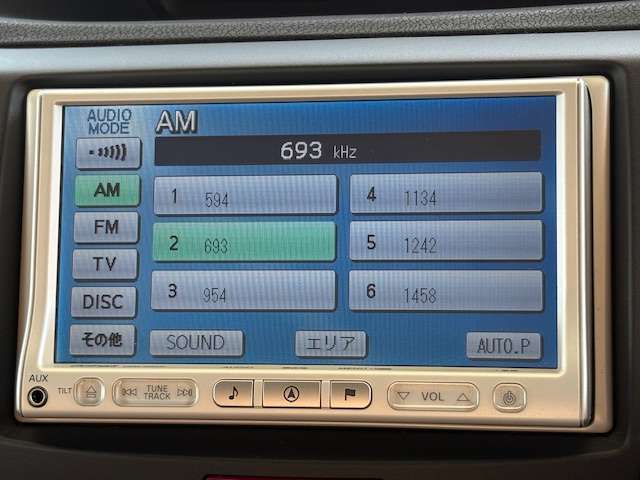 AUDIO
MODE
AM
693 kHz
AM
FM
TV
DISC
その他
1 594
2 693
3 954
4 1134
5 1242
6 1458
SOUND
エリア
AUTO.P
AUX
TILT
TUNE
TRACK
VOL